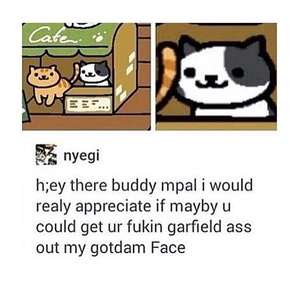 Cafe
nyegi
h;ey there buddy mpal i would
realy appreciate if mayby u
could get ur fukin garfield ass
out my gotdam Face